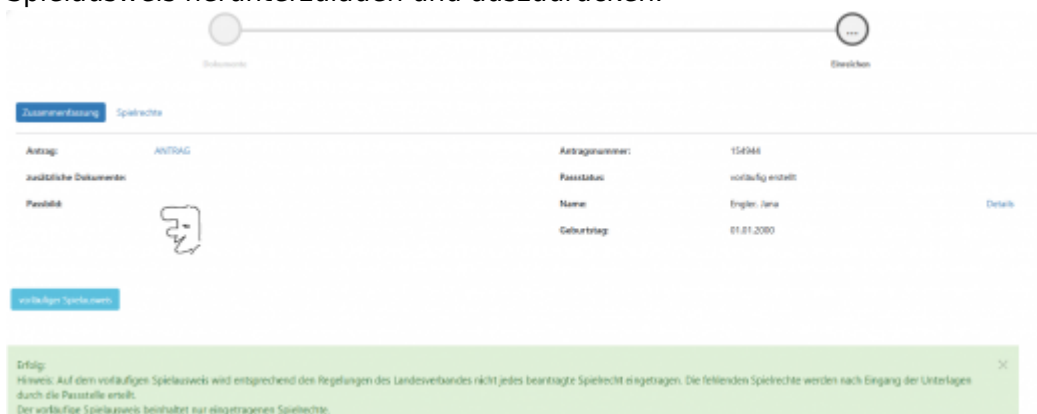 Spielausweis herunterzuladen und auszudrucken.
...
Dokumente
Einreichen
Zusammenfassung Spielrechte
Antrag: ANTRAG Antragsnummer: 154944
zusätzliche Dokumente: Passstatus: vorläufig erstellt
Passbild: Name: Engler, Jana Details
Geburtstag: 01.01.2000
vorläufiger Spielausweis
Erfolg: ×
Hinweis: Auf dem vorläufigen Spielausweis wird entsprechend den Regelungen des Landesverbandes nicht jedes beantragte Spielrecht eingetragen. Die fehlenden Spielrechte werden nach Eingang der Unterlagen
durch die Passstelle erteilt.
Der vorläufige Spielausweis beinhaltet nur eingetragenen Spielrechte.